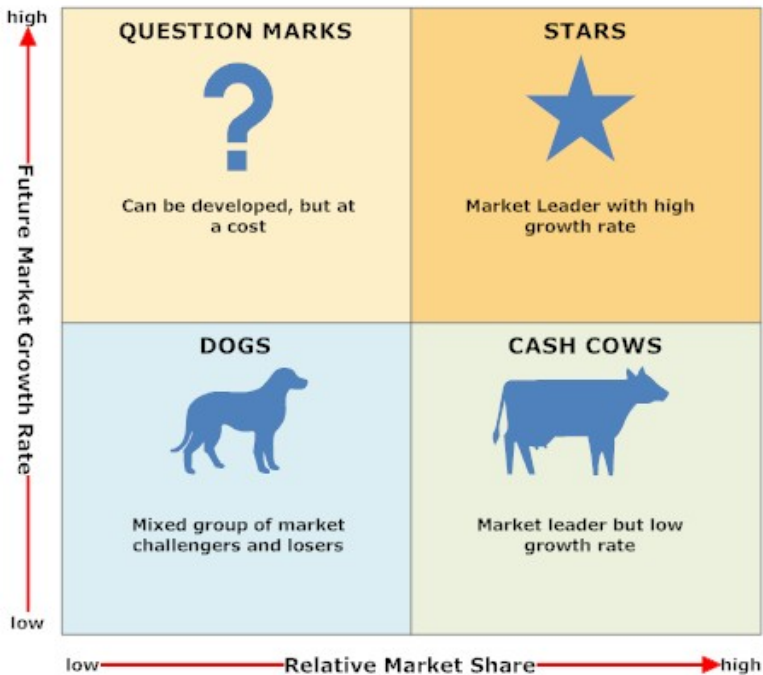 high
QUESTION MARKS
STARS
?
Can be developed, but at
a cost
Market Leader with high
growth rate
Future Market Growth Rate
DOGS
CASH COWS
Mixed group of market
challengers and losers
Market leader but low
growth rate
low
low
Relative Market Share
high